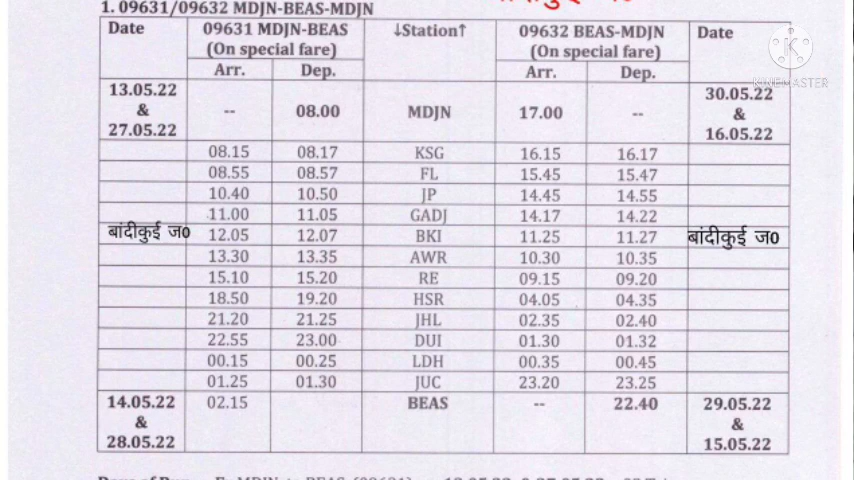 1. 09631/09632 MDJN-BEAS-MDJN
Date 09631 MDJN-BEAS (On special fare) ↓Station↑ 09632 BEAS-MDJN (On special fare) Date
Arr. Dep. Arr. Dep.
13.05.22 & 27.05.22 -- 08.00 MDJN 17.00 -- 30.05.22 & 16.05.22
KINEMASTER
08.15 08.17 KSG 16.15 16.17
08.55 08.57 FL 15.45 15.47
10.40 10.50 JP 14.45 14.55
11.00 11.05 GADJ 14.17 14.22
बांदीकुई ज0 12.05 12.07 BKI 11.25 11.27 बांदीकुई ज0
13.30 13.35 AWR 10.30 10.35
15.10 15.20 RE 09.15 09.20
18.50 19.20 HSR 04.05 04.35
21.20 21.25 JHL 02.35 02.40
22.55 23.00 DUI 01.30 01.32
00.15 00.25 LDH 00.35 00.45
01.25 01.30 JUC 23.20 23.25
14.05.22 & 28.05.22 02.15 BEAS -- 22.40 29.05.22 & 15.05.22